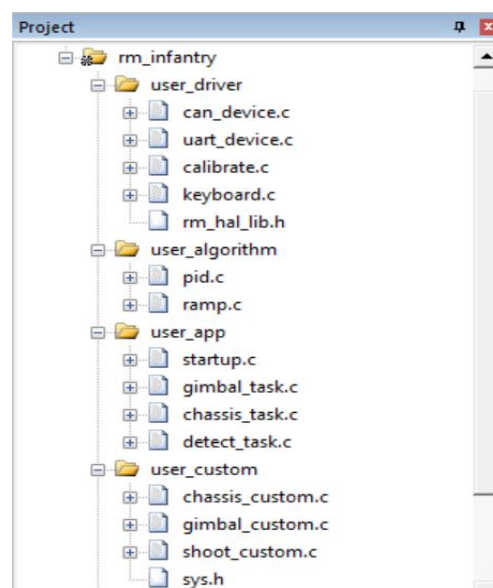 Project
rm_infantry
user_driver
can_device.c
uart_device.c
calibrate.c
keyboard.c
rm_hal_lib.h
user_algorithm
pid.c
ramp.c
user_app
startup.c
gimbal_task.c
chassis_task.c
detect_task.c
user_custom
chassis_custom.c
gimbal_custom.c
shoot_custom.c
sys.h